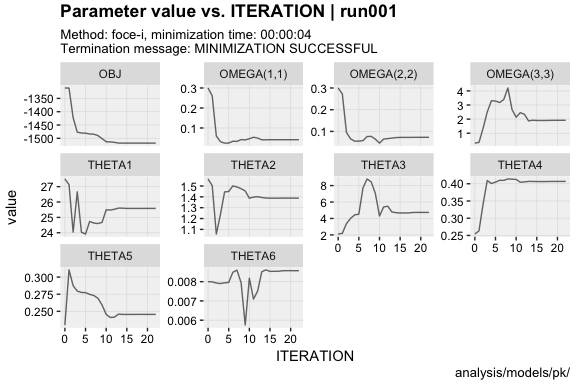 Parameter value vs. ITERATION | run001
Method: foce-i, minimization time: 00:00:04
Termination message: MINIMIZATION SUCCESSFUL
OBJ OMEGA(1,1) OMEGA(2,2) OMEGA(3,3)
-1350 0.3 0.3 4
-1400 0.2 0.2 3
-1450 2
-1500 0.1 0.1 1
THETA1 THETA2 THETA3 THETA4
27 1.5 8 0.40
26 1.4 6 0.35
25 1.3 4 0.30
24 1.2 2 0.25
1.1
0 5 10 15 20 0 5 10 15 20
THETA5 THETA6
0.300 0.008
0.275 0.007
0.250 0.006
0 5 10 15 20 0 5 10 15 20
value
ITERATION
analysis/models/pk/